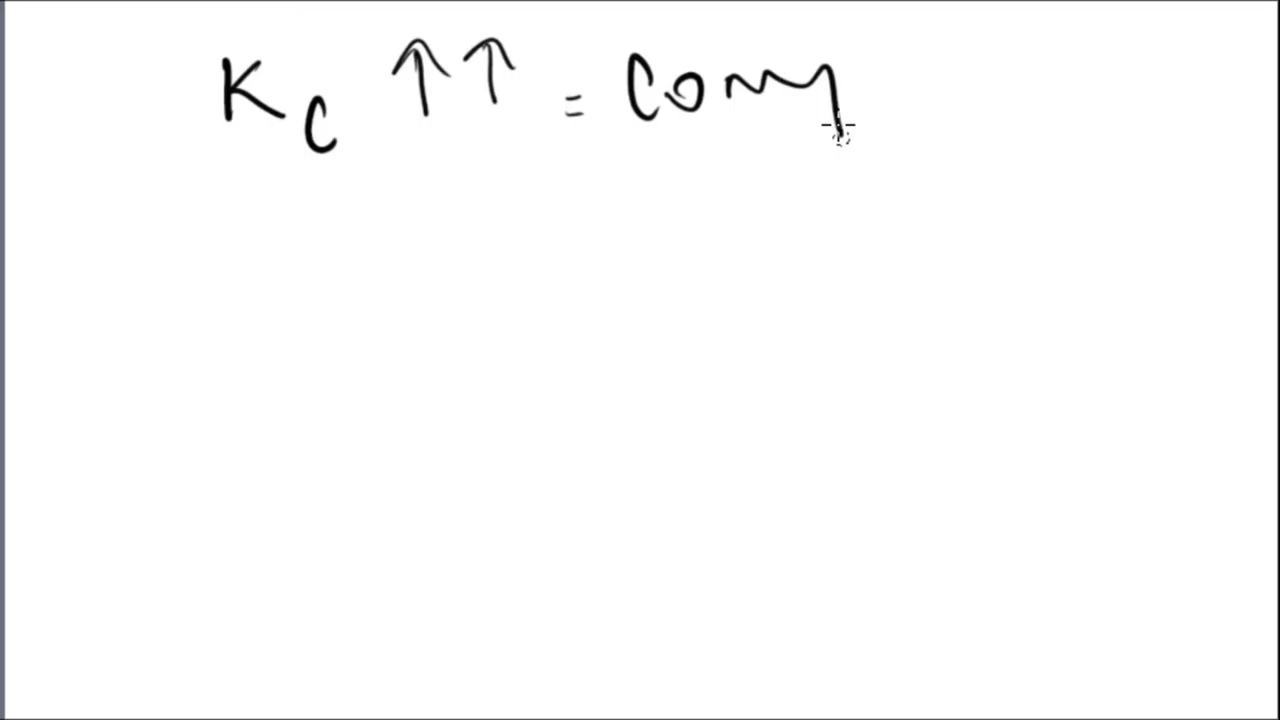 Kc ↑↑ = Com